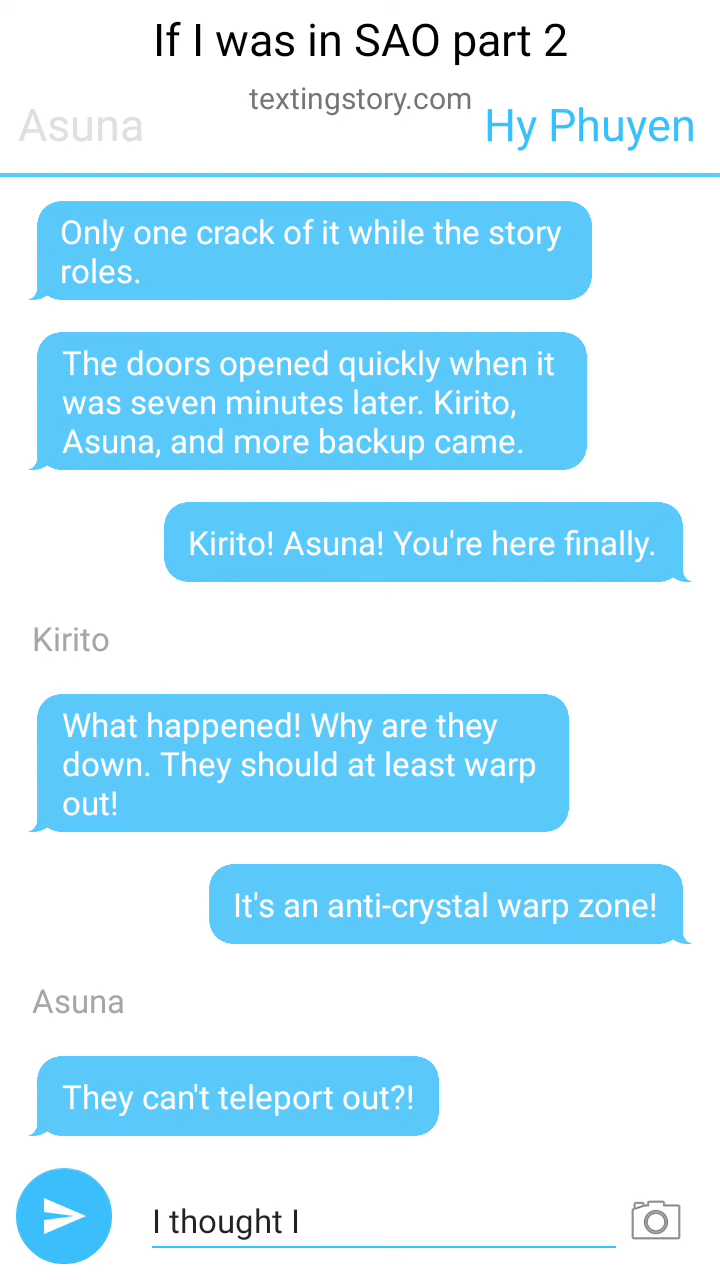 If I was in SAO part 2
textingstory.com
Asuna
Hy Phuyen
Only one crack of it while the story
roles.
The doors opened quickly when it
was seven minutes later. Kirito,
Asuna, and more backup came.
Kirito! Asuna! You're here finally.
Kirito
What happened! Why are they
down. They should at least warp
out!
It's an anti-crystal warp zone!
Asuna
They can't teleport out?!
I thought I